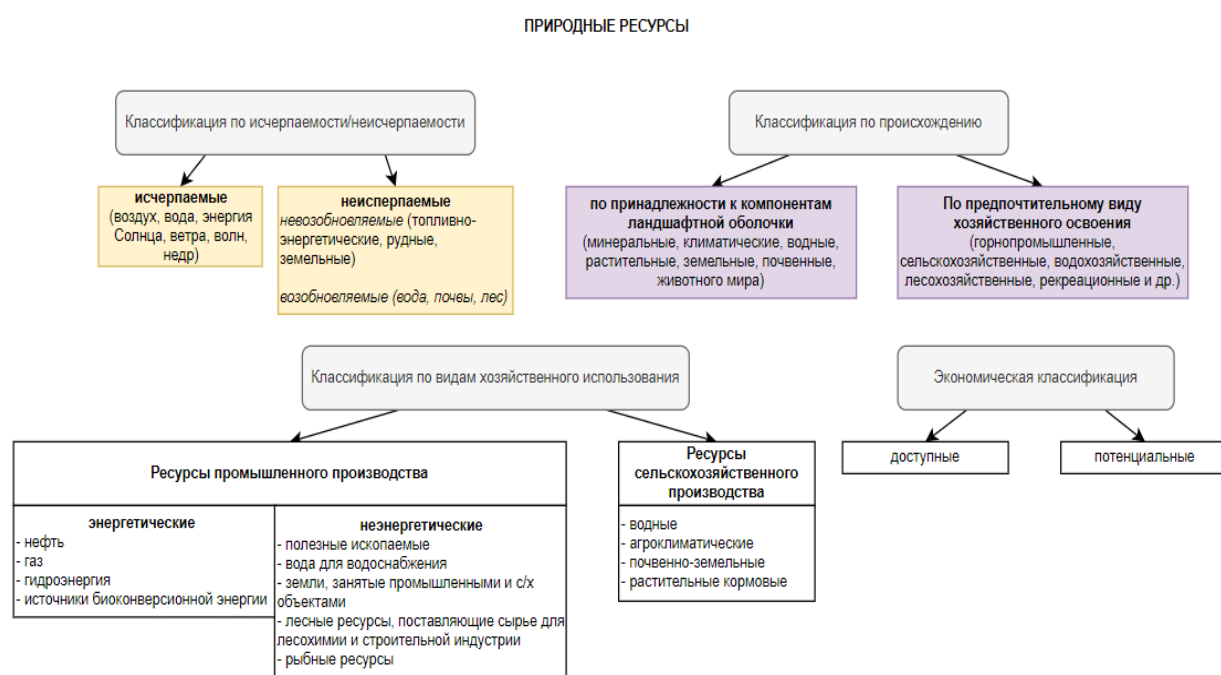 ПРИРОДНЫЕ РЕСУРСЫ
Классификация по исчерпаемости/неисчерпаемости
исчерпаемые
(воздух, вода, энергия
Солнца, ветра, волн,
недр)
неисперпаемые
невозобновляемые (топливно-
энергетические, рудные,
земельные)
возобновляемые (вода, почвы, лес)
Классификация по происхождению
по принадлежности к компонентам
ландшафтной оболочки
(минеральные, климатические, водные,
растительные, земельные, почвенные,
животного мира)
По предпочтительному виду
хозяйственного освоения
(горнопромышленные,
сельскохозяйственные, водохозяйственные,
лесохозяйственные, рекреационные и др.)
Классификация по видам хозяйственного использования
Ресурсы промышленного производства
энергетические
- нефть
- газ
- гидроэнергия
- источники биоконверсионной энергии
неэнергетические
- полезные ископаемые
- вода для водоснабжения
- земли, занятые промышленными и с/х
объектами
- лесные ресурсы, поставляющие сырье для
лесохимии и строительной индустрии
- рыбные ресурсы
Ресурсы
сельскохозяйственного
производства
- водные
- агроклиматические
- почвенно-земельные
- растительные кормовые
Экономическая классификация
доступные
потенциальные